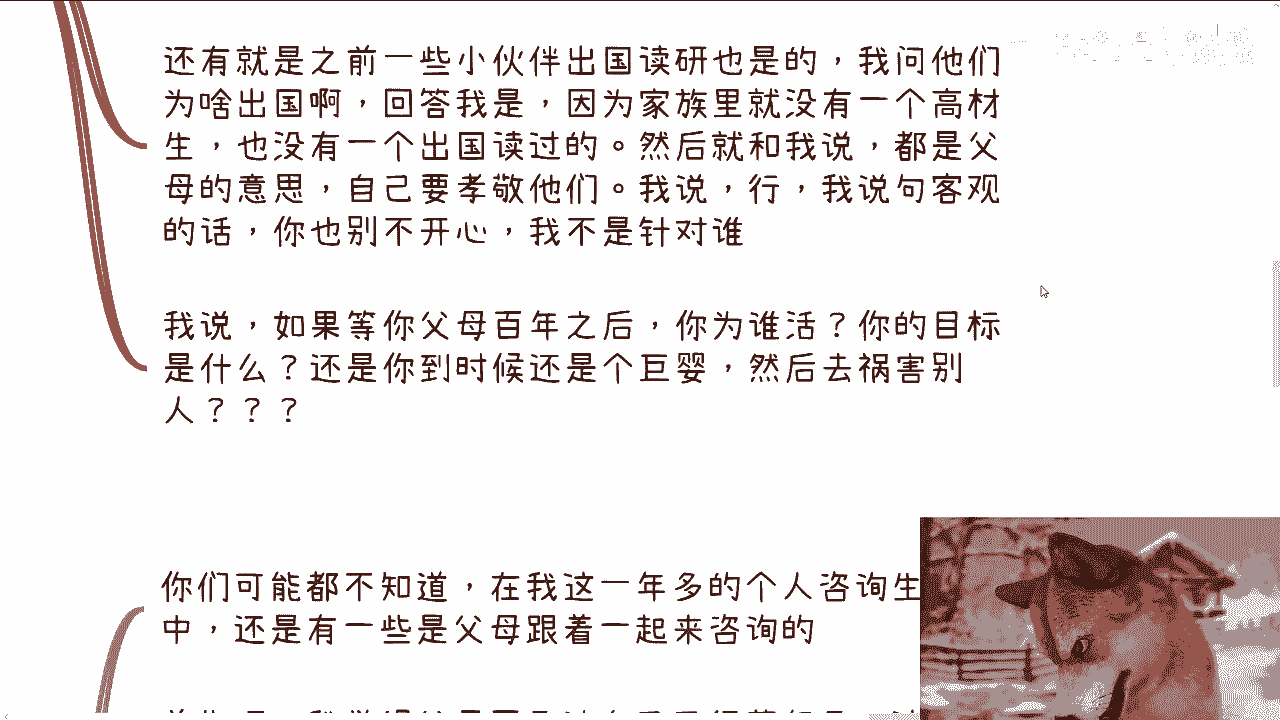 还有就是之前一些小伙伴出国读研也是的，我问他们
为啥出国啊，回答我是，因为家族里就没有一个高材
生，也没有一个出国读过的。然后就和我说，都是父
母的意思，自己要孝敬他们。我说，行，我说句客观
的话，你也别不开心，我不是针对谁
我说，如果等你父母百年之后，你为谁活？你的目标
是什么？还是你到时候还是个巨婴，然后去祸害别
人？？？
你们可能都不知道，在我这一年多的个人咨询生
中，还是有一些是父母跟着一起来咨询的